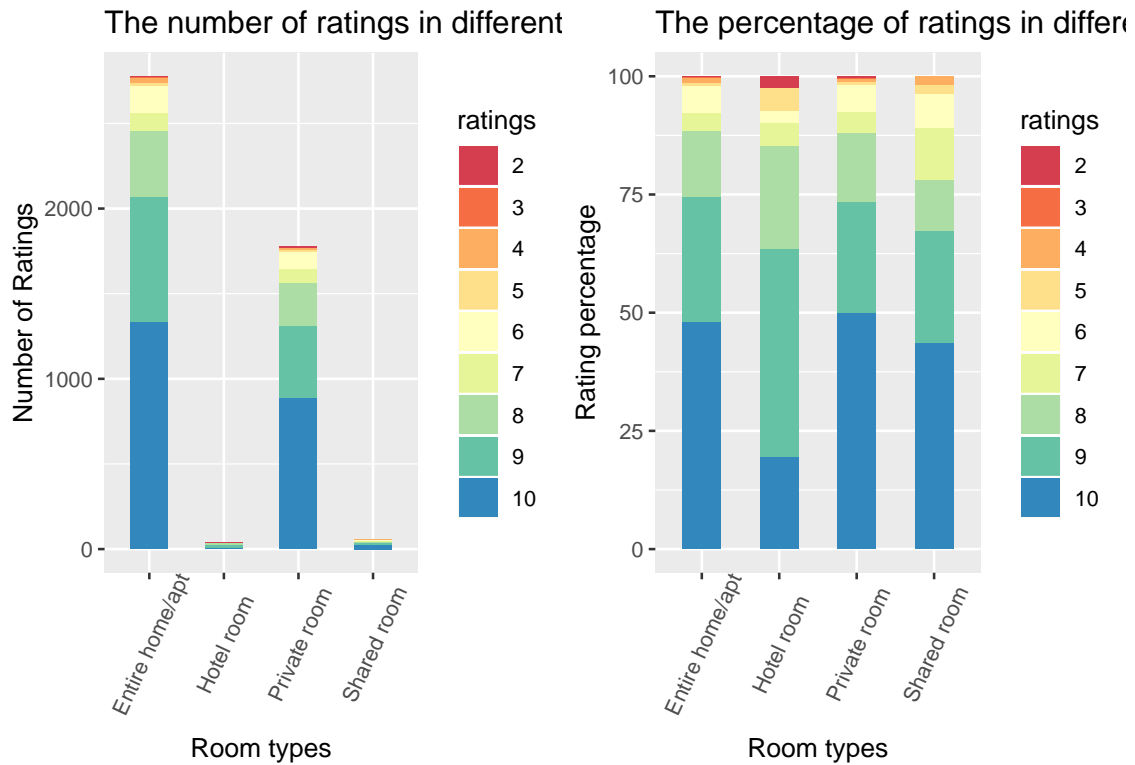 The number of ratings in different
Number of Ratings
2000
1000
0
Entire home/apt
Hotel room
Private room
Shared room
Room types
ratings
2
3
4
5
6
7
8
9
10
The percentage of ratings in differe
Rating percentage
100
75
50
25
0
Entire home/apt
Hotel room
Private room
Shared room
Room types
ratings
2
3
4
5
6
7
8
9
10